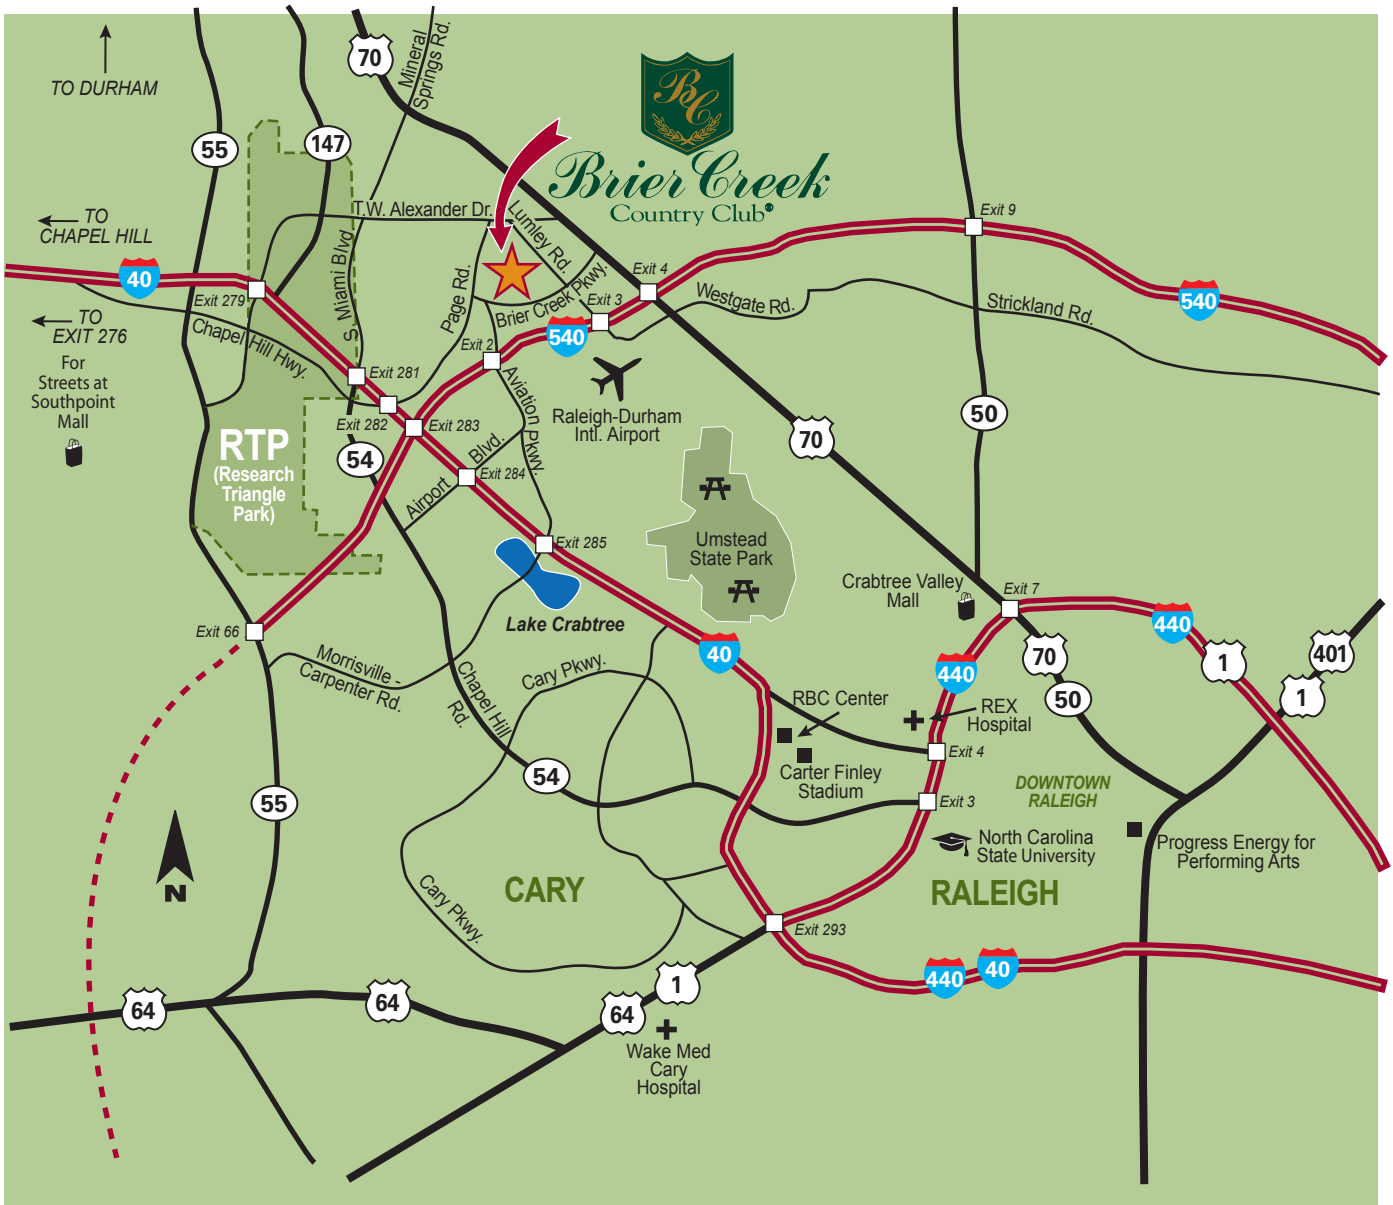 TO DURHAM
70
Mineral
Springs Rd.
BC
Brier Creek
Country Club®
55
147
T.W. Alexander Dr.
Lumley Rd.
Exit 9
TO
CHAPEL HILL
40
Exit 279
S. Miami Blvd.
Page Rd.
Brier Creek Pkwy.
Exit 4
Exit 3
Westgate Rd.
Strickland Rd.
540
TO
EXIT 276
For
Streets at
Southpoint
Mall
Chapel Hill Hwy.
Exit 2
540
Exit 281
Aviation Pkwy.
Raleigh-Durham
Intl. Airport
Exit 282
Exit 283
50
70
RTP
(Research
Triangle
Park)
54
Airport Blvd.
Exit 284
Exit 285
Umstead
State Park
Crabtree Valley
Mall
Exit 7
Lake Crabtree
Exit 66
Morrisville -
Carpenter Rd.
Chapel Hill
Rd.
Cary Pkwy.
40
440
70
50
440
1
401
1
RBC Center
REX
Hospital
Exit 4
Carter Finley
Stadium
54
55
Exit 3
DOWNTOWN
RALEIGH
North Carolina
State University
Progress Energy for
Performing Arts
N
CARY
Cary Pkwy.
RALEIGH
Exit 293
440
40
64
64
1
64
Wake Med
Cary
Hospital